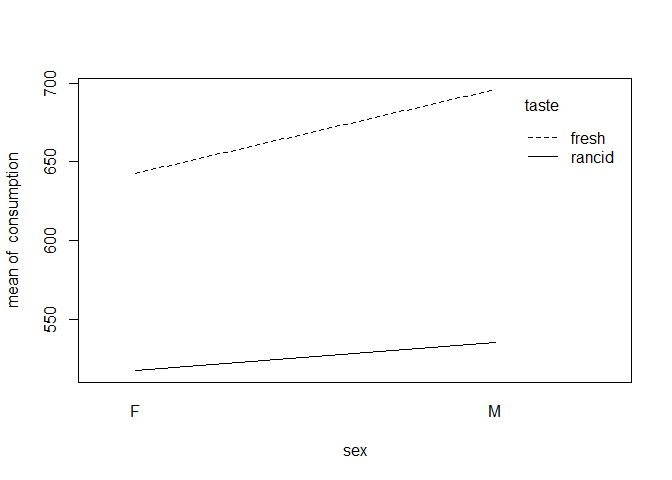 mean of  consumption
700
650
600
550
taste
fresh
rancid
F
M
sex